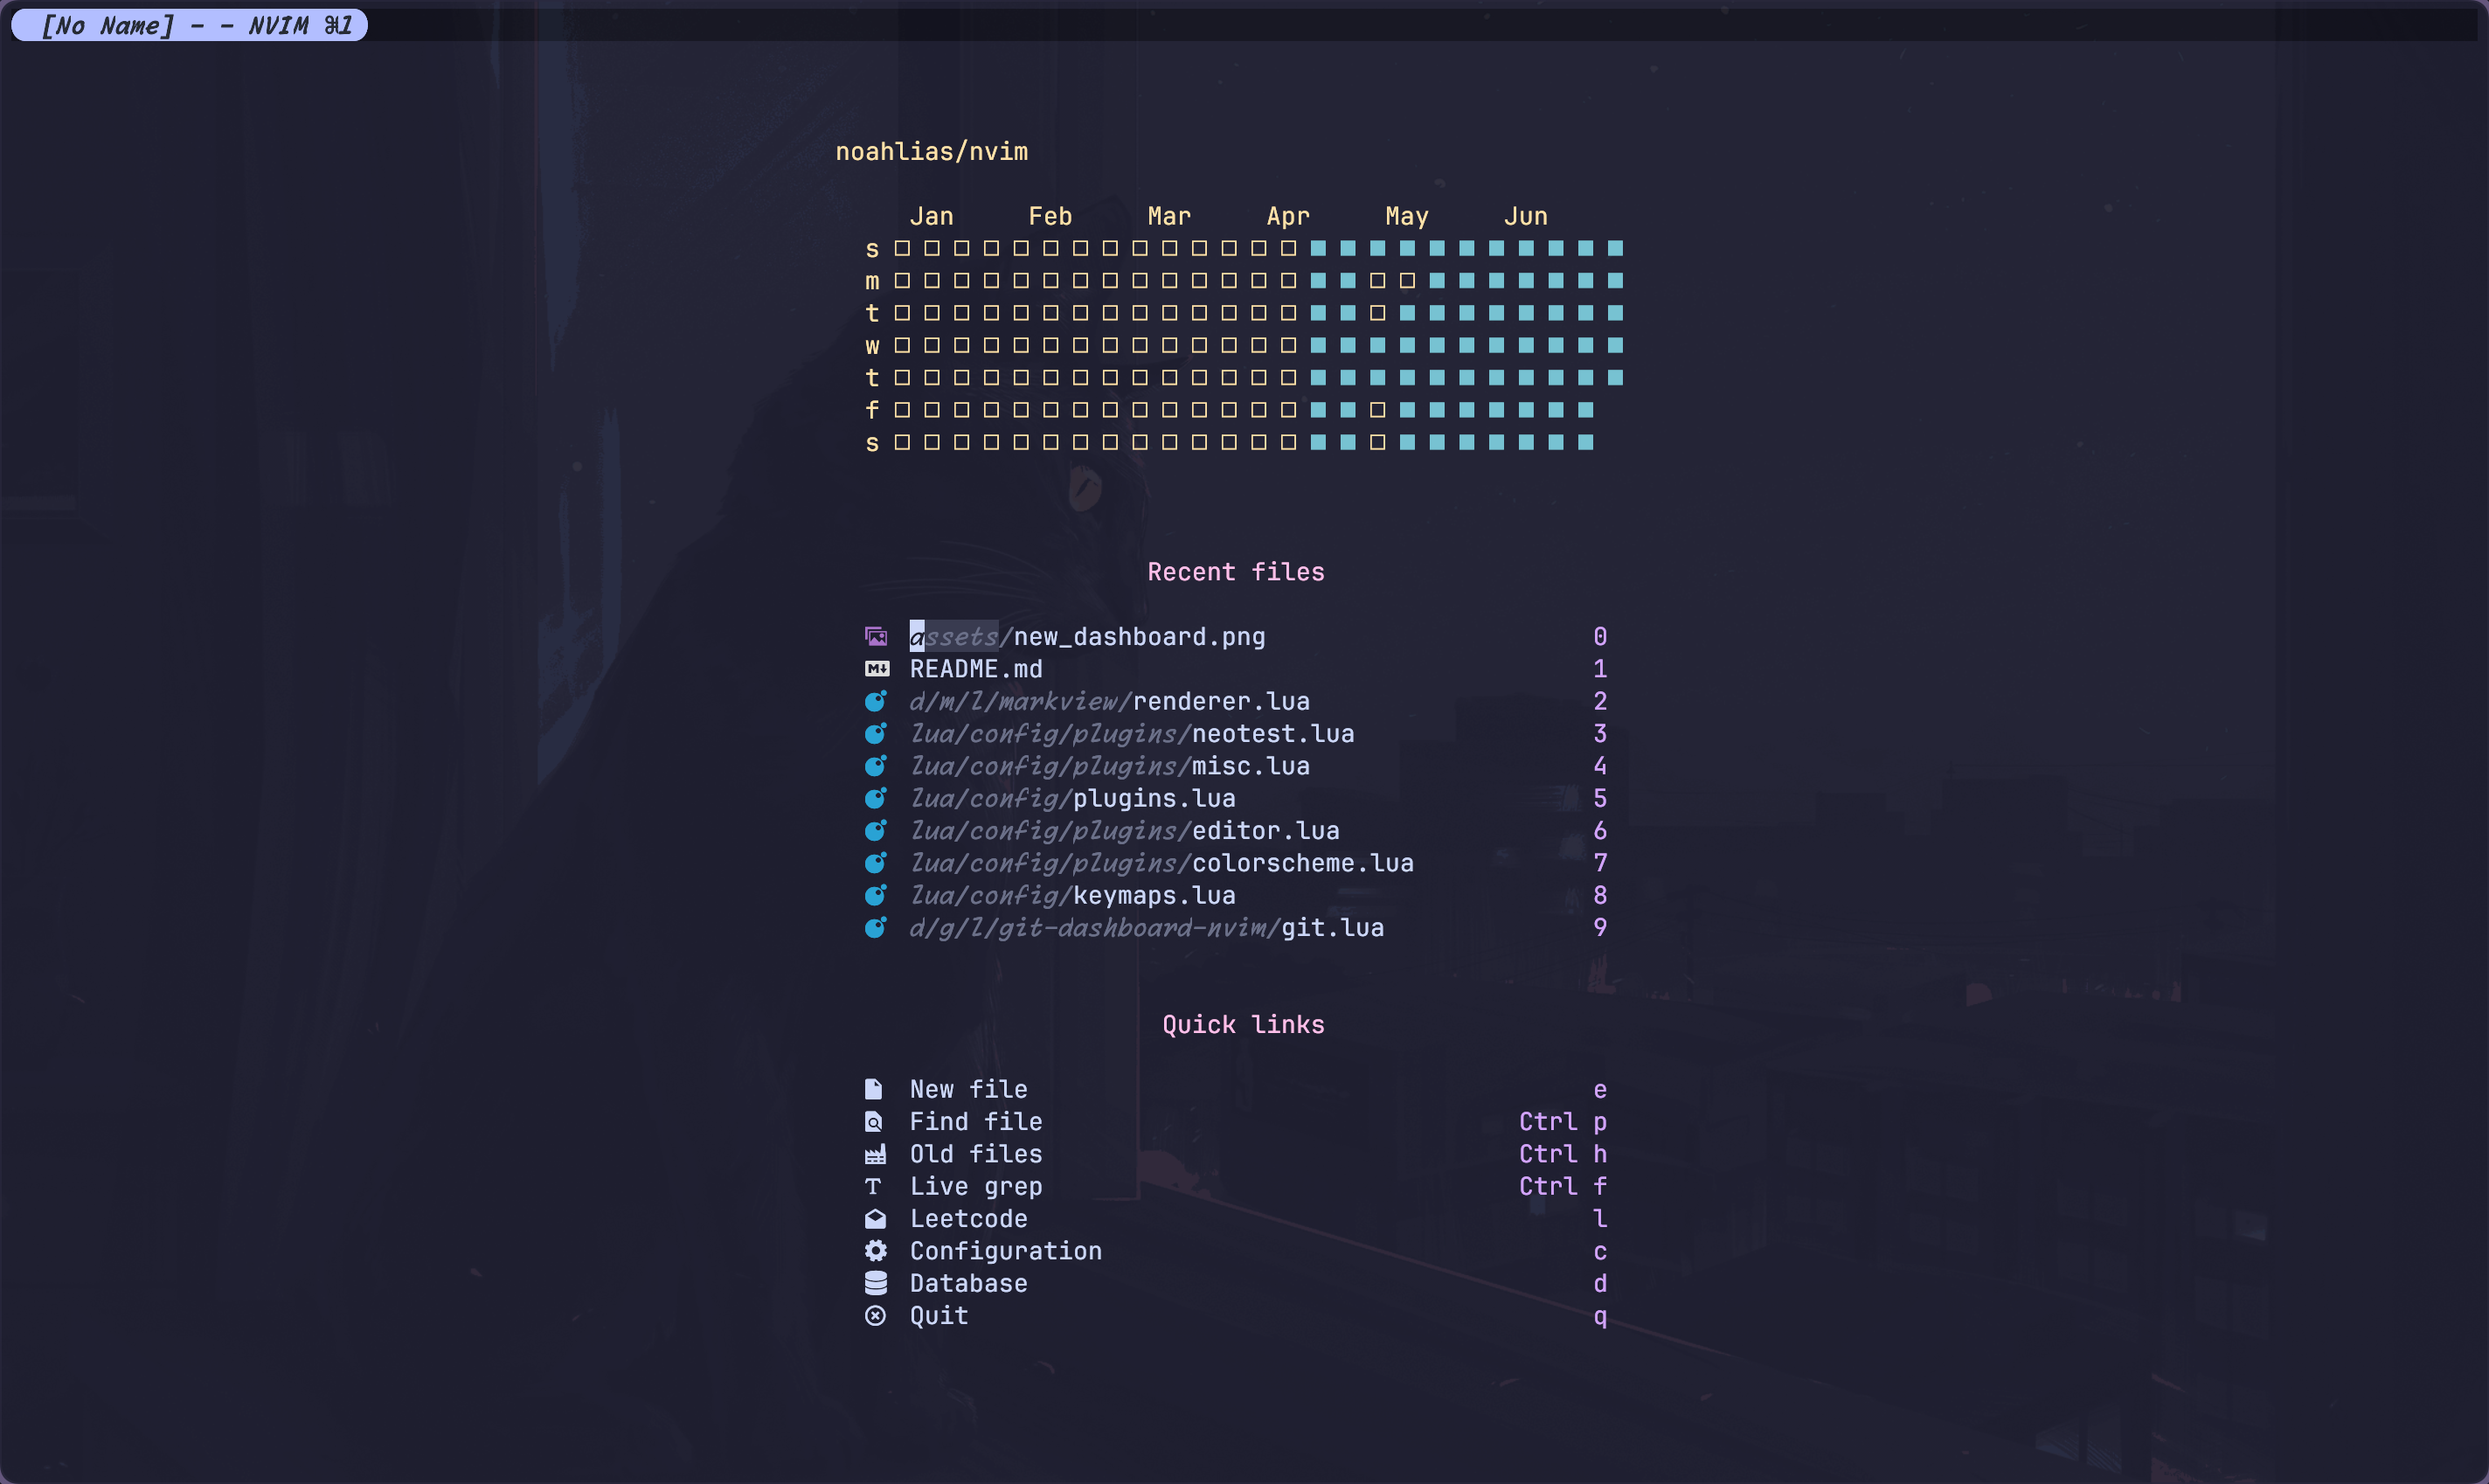 [No Name] - - NVIM ⌘1
noahlias/nvim
Jan Feb Mar Apr May Jun
s
m
t
w
t
f
s
Recent files
assets/new_dashboard.png 0
README.md 1
d/m/l/markview/renderer.lua 2
lua/config/plugins/neotest.lua 3
lua/config/plugins/misc.lua 4
lua/config/plugins.lua 5
lua/config/plugins/editor.lua 6
lua/config/plugins/colorscheme.lua 7
lua/config/keymaps.lua 8
d/g/l/git-dashboard-nvim/git.lua 9
Quick links
New file e
Find file Ctrl p
Old files Ctrl h
Live grep Ctrl f
Leetcode l
Configuration c
Database d
Quit q